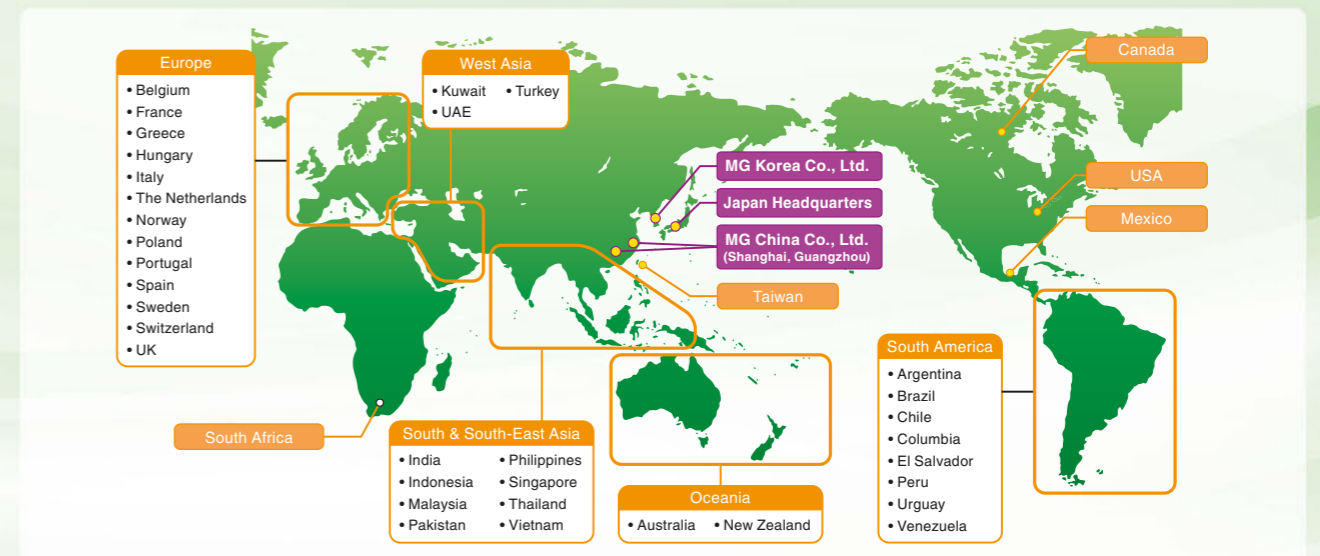 Europe
• Belgium
• France
• Greece
• Hungary
• Italy
• The Netherlands
• Norway
• Poland
• Portugal
• Spain
• Sweden
• Switzerland
• UK
West Asia
• Kuwait • Turkey
• UAE
Canada
MG Korea Co., Ltd.
Japan Headquarters
MG China Co., Ltd.
(Shanghai, Guangzhou)
Taiwan
USA
Mexico
South Africa
South & South-East Asia
• India • Philippines
• Indonesia • Singapore
• Malaysia • Thailand
• Pakistan • Vietnam
Oceania
• Australia • New Zealand
South America
• Argentina
• Brazil
• Chile
• Columbia
• El Salvador
• Peru
• Urguay
• Venezuela